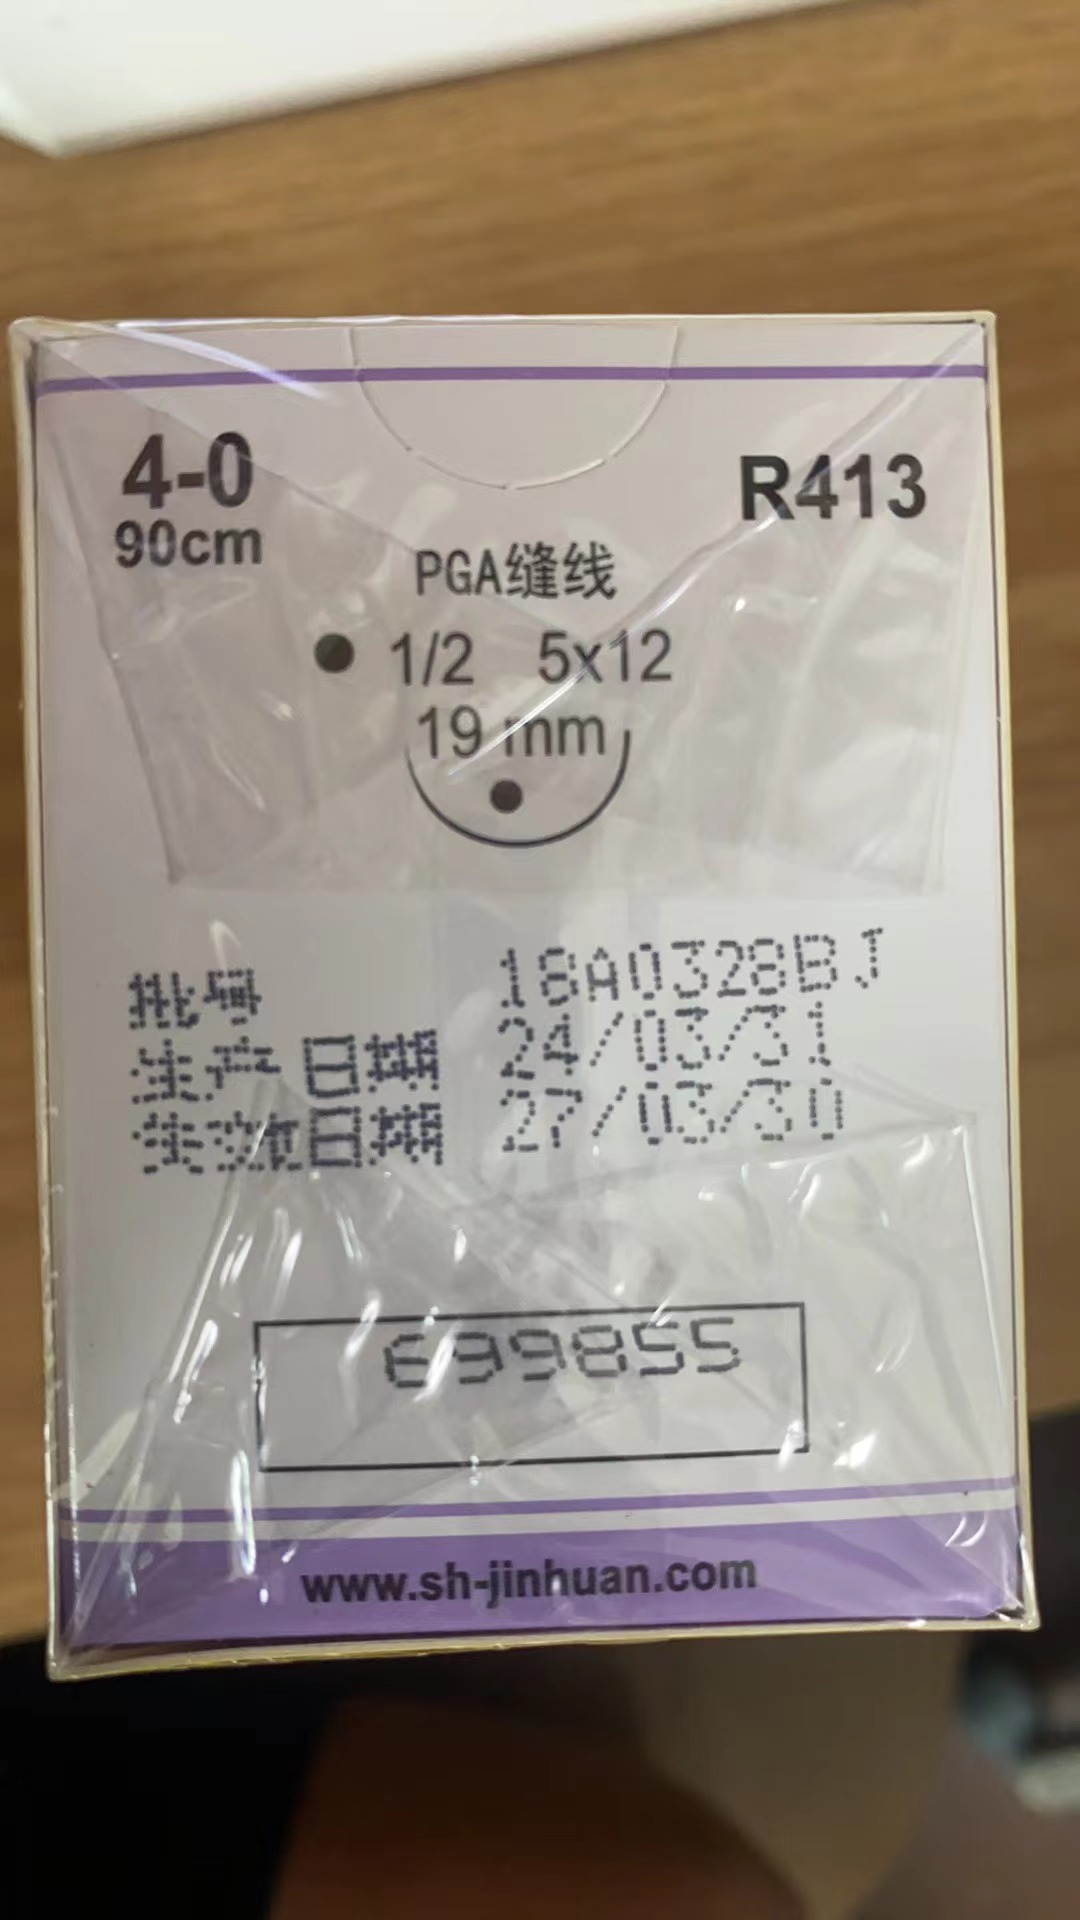 4-0
R413
90cm
PGA缝线
● 1/2 5x12
19 mm
批号 18A0328BJ
生产日期 24/03/31
失效日期 27/03/30
699855
www.sh-jinhuan.com